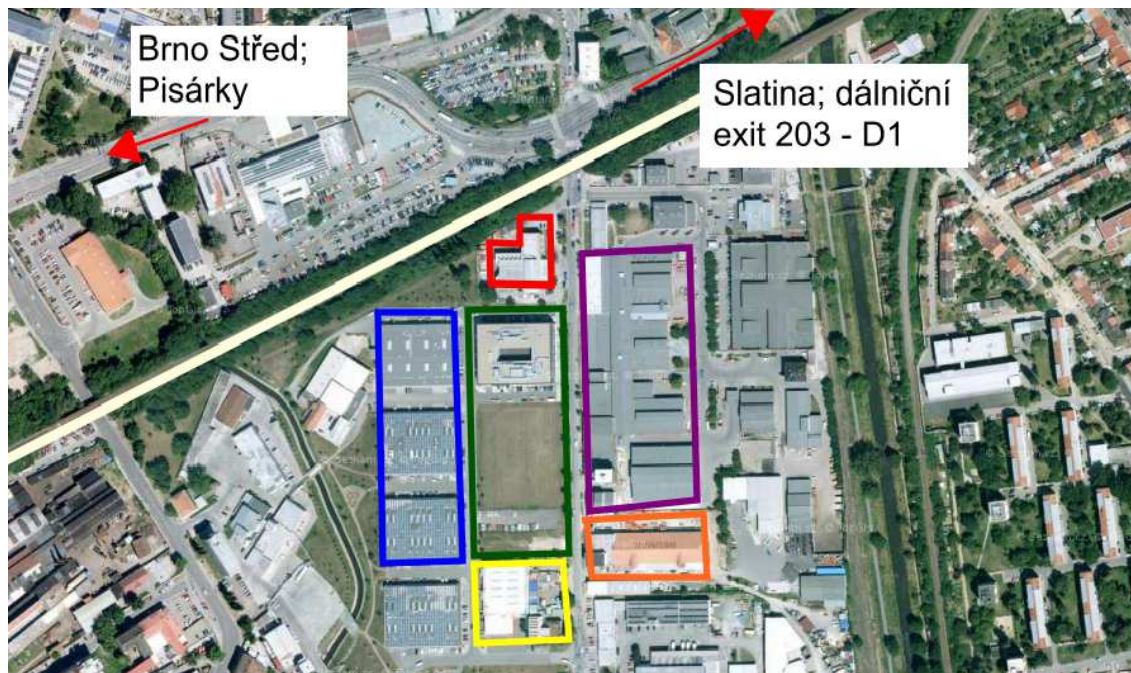 Brno Střed;
Pisárky
Slatina; dálniční
exit 203 - D1